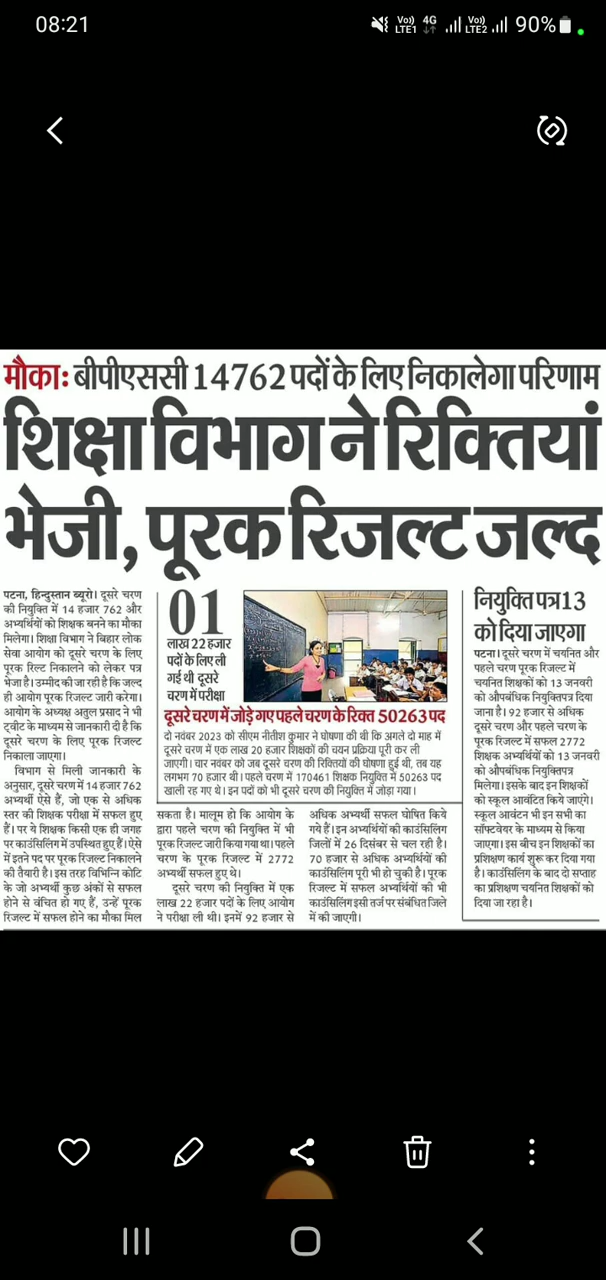 08:21
Vo)) LTE1 4G Vo)) LTE2 90%
मौका: बीपीएससी 14762 पदों के लिए निकालेगा परिणाम
शिक्षा विभाग ने रिक्तियां
भेजी, पूरक रिजल्ट जल्द
पटना, हिन्दुस्तान ब्यूरो। दूसरे चरण
की नियुक्ति में 14 हजार 762 और
अभ्यर्थियों को शिक्षक बनने का मौका
मिलेगा। शिक्षा विभाग ने बिहार लोक
सेवा आयोग को दूसरे चरण के लिए
पूरक रिल्ट निकालने को लेकर पत्र
भेजा है। उम्मीद की जा रही है कि जल्द
ही आयोग पूरक रिजल्ट जारी करेगा।
आयोग के अध्यक्ष अतुल प्रसाद ने भी
ट्वीट के माध्यम से जानकारी दी है कि
दूसरे चरण के लिए पूरक रिजल्ट
निकाला जाएगा।
विभाग से मिली जानकारी के
अनुसार, दूसरे चरण में 14 हजार 762
अभ्यर्थी ऐसे हैं, जो एक से अधिक
स्तर की शिक्षक परीक्षा में सफल हुए
हैं। पर ये शिक्षक किसी एक ही जगह
पर काउंसिलिंग में उपस्थित हुए हैं। ऐसे
में इतने पद पर पूरक रिजल्ट निकालने
की तैयारी है। इस तरह विभिन्न कोटि
के जो अभ्यर्थी कुछ अंकों से सफल
होने से वंचित हो गए हैं, उन्हें पूरक
रिजल्ट में सफल होने का मौका मिल
01
लाख 22 हजार
पदों के लिए ली
गई थी दूसरे
चरण में परीक्षा
दूसरे चरण में जोड़े गए पहले चरण के रिक्त 50263 पद
दो नवंबर 2023 को सीएम नीतीश कुमार ने घोषणा की थी कि अगले दो माह में
दूसरे चरण में एक लाख 20 हजार शिक्षकों की चयन प्रक्रिया पूरी कर ली
जाएगी। चार नवंबर को जब दूसरे चरण की रिक्तियों की घोषणा हुई थी, तब यह
लगभग 70 हजार थी। पहले चरण में 170461 शिक्षक नियुक्ति में 50263 पद
खाली रह गए थे। इन पदों को भी दूसरे चरण की नियुक्ति में जोड़ा गया।
सकता है। मालूम हो कि आयोग के
द्वारा पहले चरण की नियुक्ति में भी
पूरक रिजल्ट जारी किया गया था। पहले
चरण के पूरक रिजल्ट में 2772
अभ्यर्थी सफल हुए थे।
दूसरे चरण की नियुक्ति में एक
लाख 22 हजार पदों के लिए आयोग
ने परीक्षा ली थी। इनमें 92 हजार से
अधिक अभ्यर्थी सफल घोषित किये
गये हैं। इन अभ्यर्थियों की काउंसिलिंग
जिलों में 26 दिसंबर से चल रही है।
70 हजार से अधिक अभ्यर्थियों की
काउंसिलिंग पूरी भी हो चुकी है। पूरक
रिजल्ट में सफल अभ्यर्थियों की भी
काउंसिलिंग इसी तर्ज पर संबंधित जिले
में की जाएगी।
नियुक्ति पत्र 13
को दिया जाएगा
पटना। दूसरे चरण में चयनित और
पहले चरण पूरक रिजल्ट में
चयनित शिक्षकों को 13 जनवरी
को औपबंधिक नियुक्तिपत्र दिया
जाना है। 92 हजार से अधिक
दूसरे चरण और पहले चरण के
पूरक रिजल्ट में सफल 2772
शिक्षक अभ्यर्थियों को 13 जनवरी
को औपबंधिक नियुक्तिपत्र
मिलेगा। इसके बाद इन शिक्षकों
को स्कूल आवंटित किये जाएंगे।
स्कूल आवंटन भी इन सभी का
सॉफ्टवेयर के माध्यम से किया
जाएगा। इस बीच इन शिक्षकों का
प्रशिक्षण कार्य शुरू कर दिया गया
है। काउंसिलिंग के बाद दो सप्ताह
का प्रशिक्षण चयनित शिक्षकों को
दिया जा रहा है।